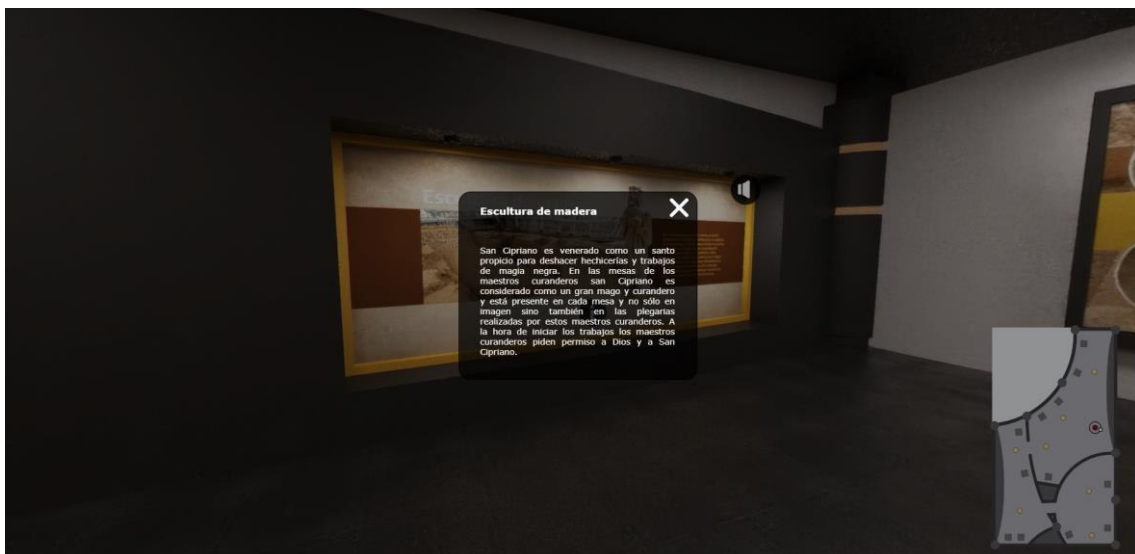 Esc
Escultura de madera
San Cipriano es venerado como un santo
propicio para deshacer hechicerías y trabajos
de magia negra. En las mesas de los
maestros curanderos san Cipriano es
considerado como un gran mago y curandero
y está presente en cada mesa y no sólo en
imagen sino también en las plegarias
realizadas por estos maestros curanderos. A
la hora de iniciar los trabajos los maestros
curanderos piden permiso a Dios y a San
Cipriano.